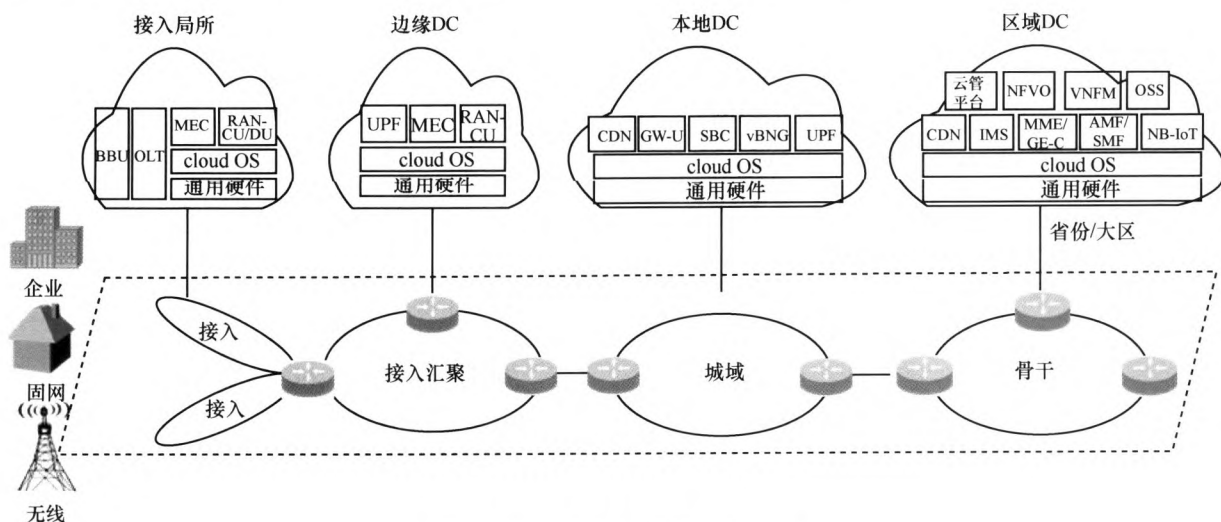 接入局所
边缘DC
本地DC
区域DC
BBU
OLT
MEC
RAN-
CU/DU
cloud OS
通用硬件
UPF
MEC
RAN-
CU
cloud OS
通用硬件
CDN
GW-U
SBC
vBNG
UPF
cloud OS
通用硬件
云管
平台
NFVO
VNFM
OSS
CDN
IMS
MME/
GE-C
AMF/
SMF
NB-IoT
cloud OS
通用硬件
省份/大区
企业
固网
无线
接入
接入
接入汇聚
城域
骨干